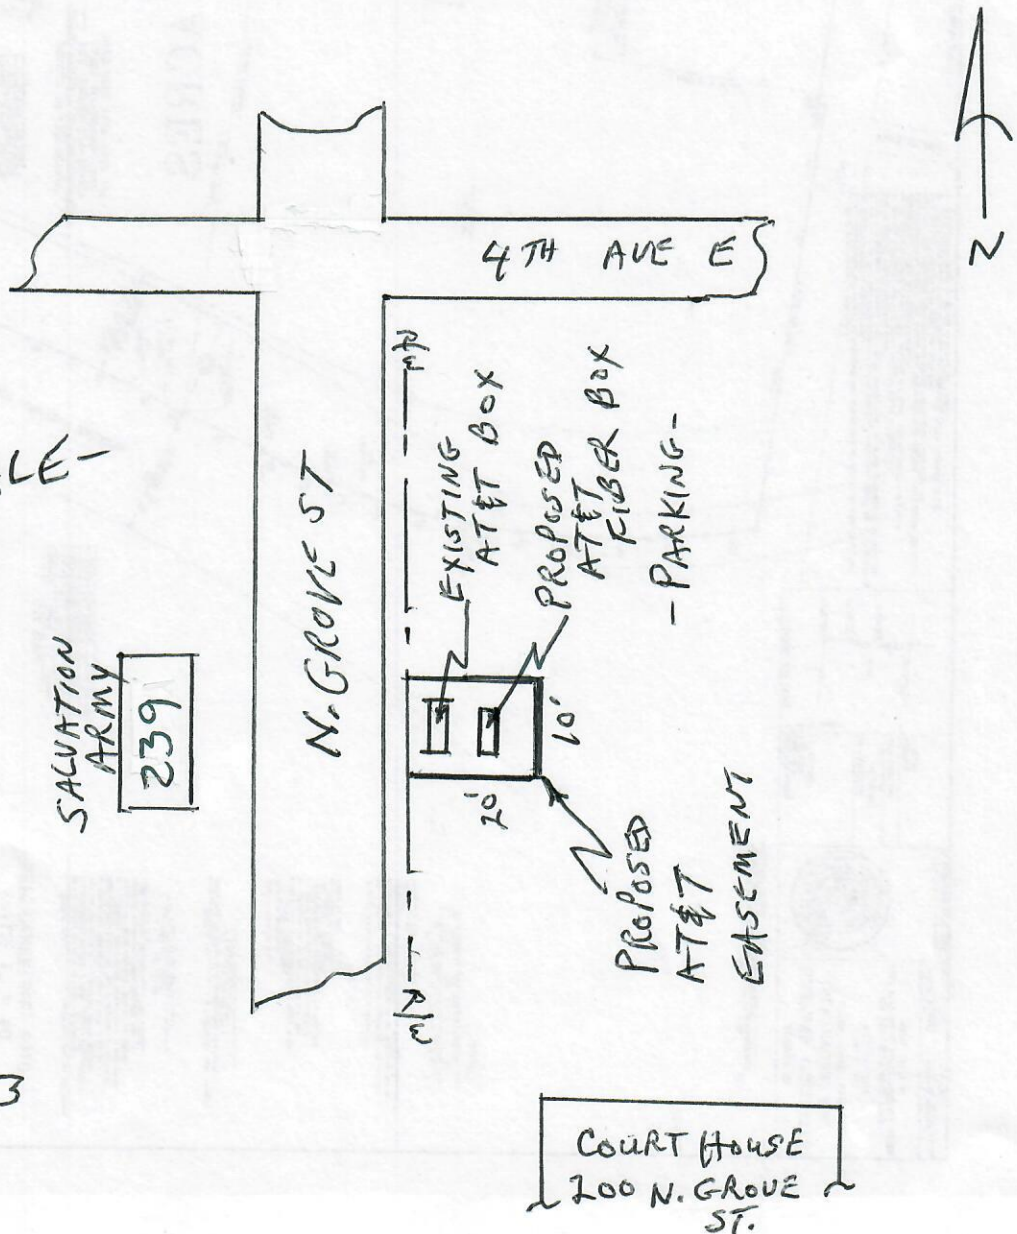 N
4TH AVE E
R/W
N. GROVE ST
EXISTING
AT&T BOX
PROPOSED
AT&T
FIBER BOX
-PARKING-
SALVATION
ARMY
239
20'
10'
PROPOSED
AT&T
EASEMENT
R/W
COURT HOUSE
200 N. GROVE
ST.